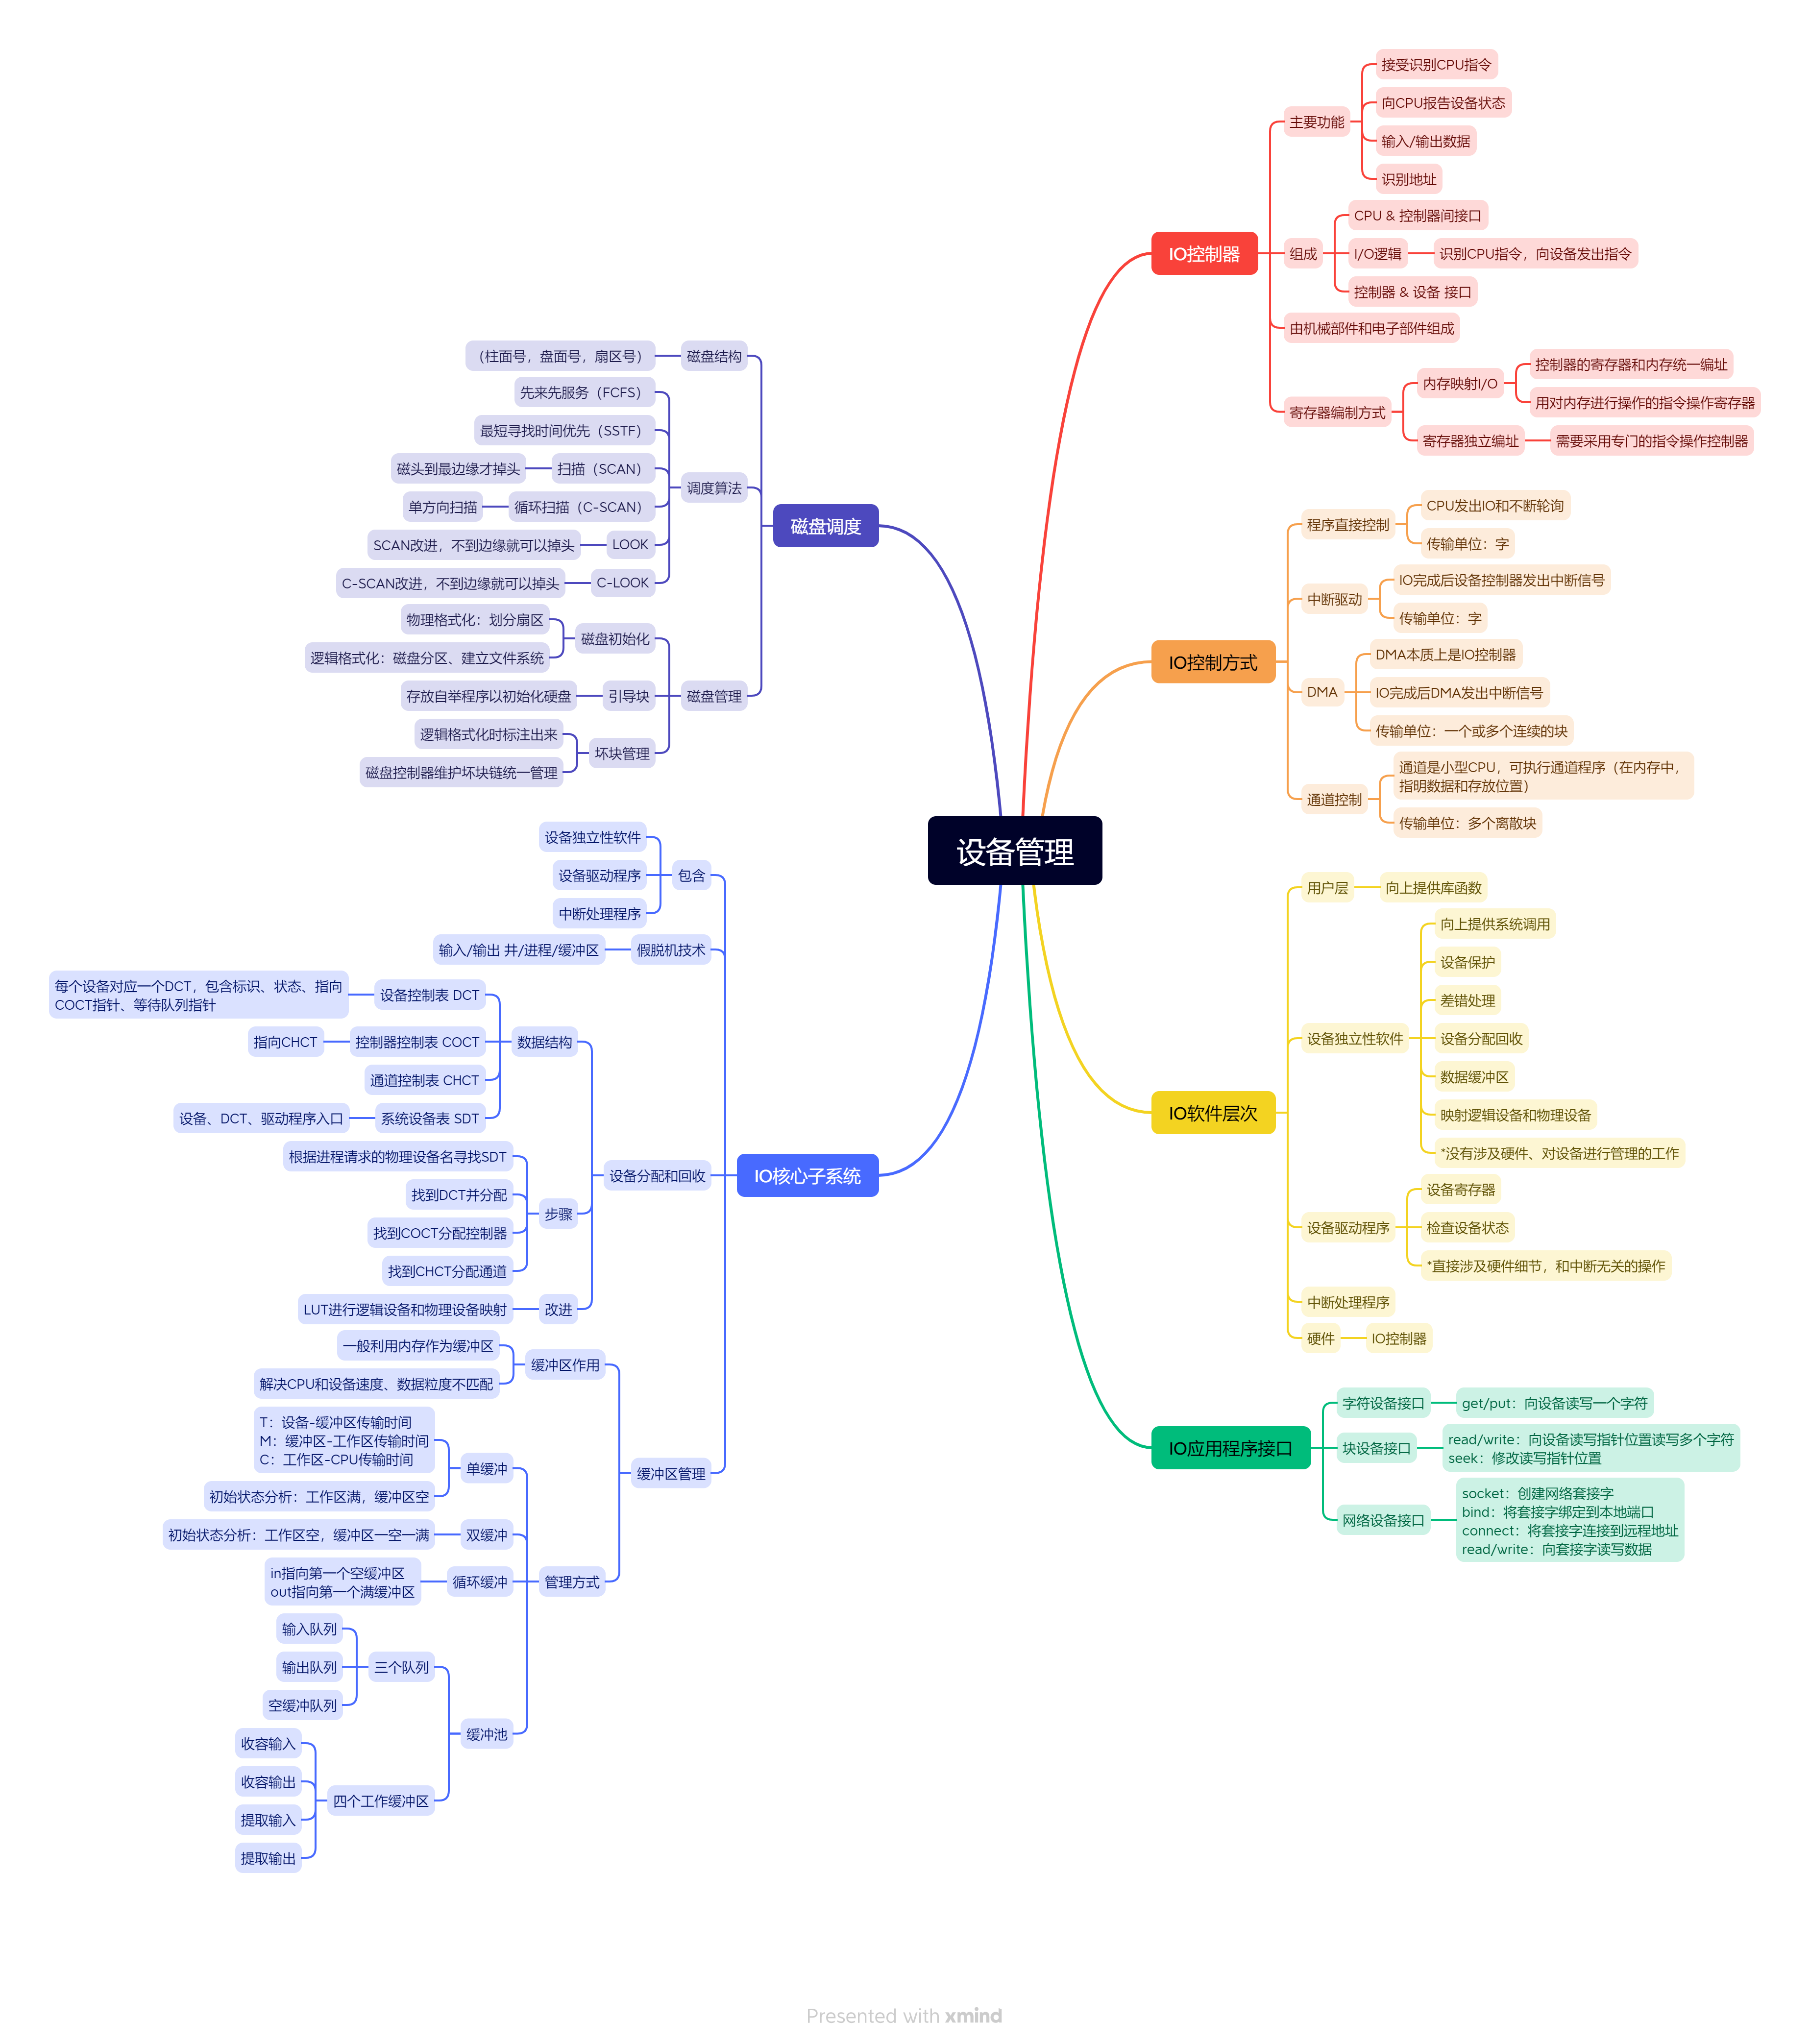 设备管理
IO控制器
主要功能
接受识别CPU指令
向CPU报告设备状态
输入/输出数据
识别地址
组成
CPU & 控制器间接口
I/O逻辑
识别CPU指令，向设备发出指令
控制器 & 设备 接口
由机械部件和电子部件组成
寄存器编制方式
内存映射I/O
控制器的寄存器和内存统一编址
用对内存进行操作的指令操作寄存器
寄存器独立编址
需要采用专门的指令操作控制器
IO控制方式
程序直接控制
CPU发出IO和不断轮询
传输单位：字
中断驱动
IO完成后设备控制器发出中断信号
传输单位：字
DMA
DMA本质上是IO控制器
IO完成后DMA发出中断信号
传输单位：一个或多个连续的块
通道控制
通道是小型CPU，可执行通道程序（在内存中，
指明数据和存放位置）
传输单位：多个离散块
IO软件层次
用户层
向上提供库函数
设备独立性软件
向上提供系统调用
设备保护
差错处理
设备分配回收
数据缓冲区
映射逻辑设备和物理设备
*没有涉及硬件、对设备进行管理的工作
设备驱动程序
设备寄存器
检查设备状态
*直接涉及硬件细节，和中断无关的操作
中断处理程序
硬件
IO控制器
IO应用程序接口
字符设备接口
get/put：向设备读写一个字符
块设备接口
read/write：向设备读写指针位置读写多个字符
seek：修改读写指针位置
网络设备接口
socket：创建网络套接字
bind：将套接字绑定到本地端口
connect：将套接字连接到远程地址
read/write：向套接字读写数据
磁盘调度
磁盘结构
（柱面号，盘面号，扇区号）
调度算法
先来先服务（FCFS）
最短寻找时间优先（SSTF）
扫描（SCAN）
磁头到最边缘才掉头
循环扫描（C-SCAN）
单方向扫描
LOOK
SCAN改进，不到边缘就可以掉头
C-LOOK
C-SCAN改进，不到边缘就可以掉头
磁盘管理
磁盘初始化
物理格式化：划分扇区
逻辑格式化：磁盘分区、建立文件系统
引导块
存放自举程序以初始化硬盘
坏块管理
逻辑格式化时标注出来
磁盘控制器维护坏块链统一管理
IO核心子系统
包含
设备独立性软件
设备驱动程序
中断处理程序
假脱机技术
输入/输出 井/进程/缓冲区
设备分配和回收
数据结构
设备控制表 DCT
每个设备对应一个DCT，包含标识、状态、指向
COCT指针、等待队列指针
控制器控制表 COCT
指向CHCT
通道控制表 CHCT
系统设备表 SDT
设备、DCT、驱动程序入口
步骤
根据进程请求的物理设备名寻找SDT
找到DCT并分配
找到COCT分配控制器
找到CHCT分配通道
改进
LUT进行逻辑设备和物理设备映射
缓冲区管理
缓冲区作用
一般利用内存作为缓冲区
解决CPU和设备速度、数据粒度不匹配
管理方式
单缓冲
T：设备-缓冲区传输时间
M：缓冲区-工作区传输时间
C：工作区-CPU传输时间
初始状态分析：工作区满，缓冲区空
双缓冲
初始状态分析：工作区空，缓冲区一空一满
循环缓冲
in指向第一个空缓冲区
out指向第一个满缓冲区
缓冲池
三个队列
输入队列
输出队列
空缓冲队列
四个工作缓冲区
收容输入
收容输出
提取输入
提取输出
Presented with xmind